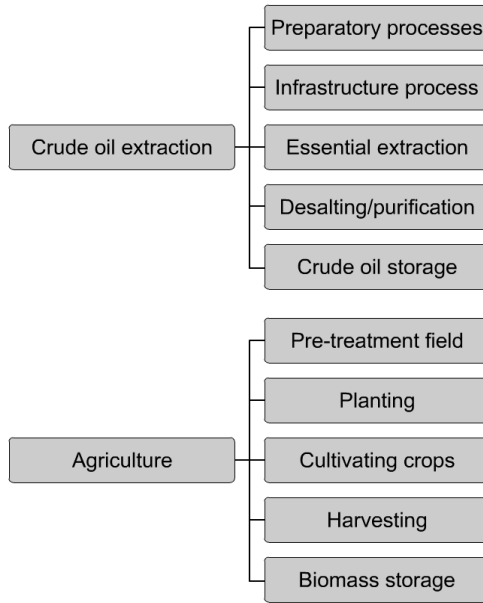 Crude oil extraction
Preparatory processes
Infrastructure process
Essential extraction
Desalting/purification
Crude oil storage
Agriculture
Pre-treatment field
Planting
Cultivating crops
Harvesting
Biomass storage